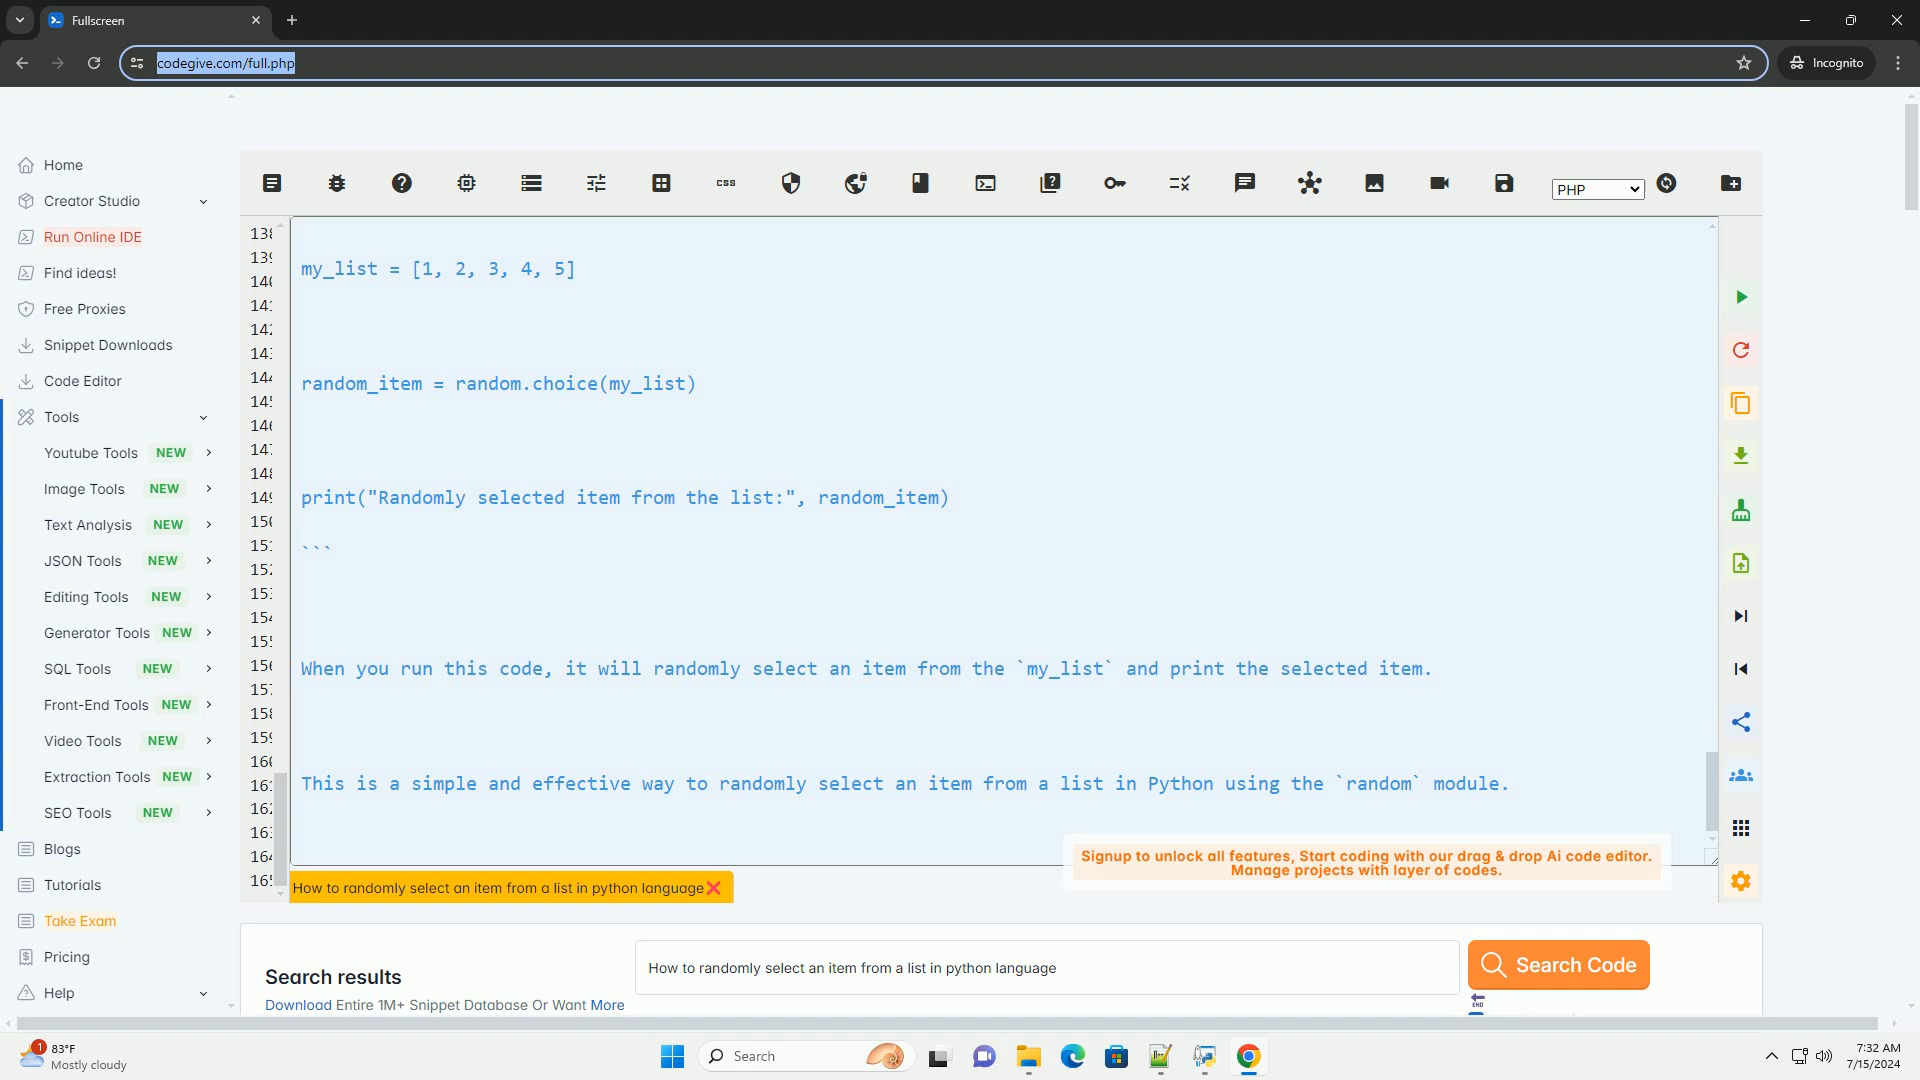 Fullscreen
codegive.com/full.php
Incognito
Home
Creator Studio
Run Online IDE
Find ideas!
Free Proxies
Snippet Downloads
Code Editor
Tools
Youtube Tools NEW
Image Tools NEW
Text Analysis NEW
JSON Tools NEW
Editing Tools NEW
Generator Tools NEW
SQL Tools NEW
Front-End Tools NEW
Video Tools NEW
Extraction Tools NEW
SEO Tools NEW
Blogs
Tutorials
Take Exam
Pricing
Help
css
PHP
my_list = [1, 2, 3, 4, 5]
random_item = random.choice(my_list)
print("Randomly selected item from the list:", random_item)
```
When you run this code, it will randomly select an item from the `my_list` and print the selected item.
This is a simple and effective way to randomly select an item from a list in Python using the `random` module.
Signup to unlock all features, Start coding with our drag & drop Ai code editor.
Manage projects with layer of codes.
How to randomly select an item from a list in python language
Search results
How to randomly select an item from a list in python language
Search Code
Download Entire 1M+ Snippet Database Or Want More
END
1
83°F
Mostly cloudy
Search
7:32 AM
7/15/2024